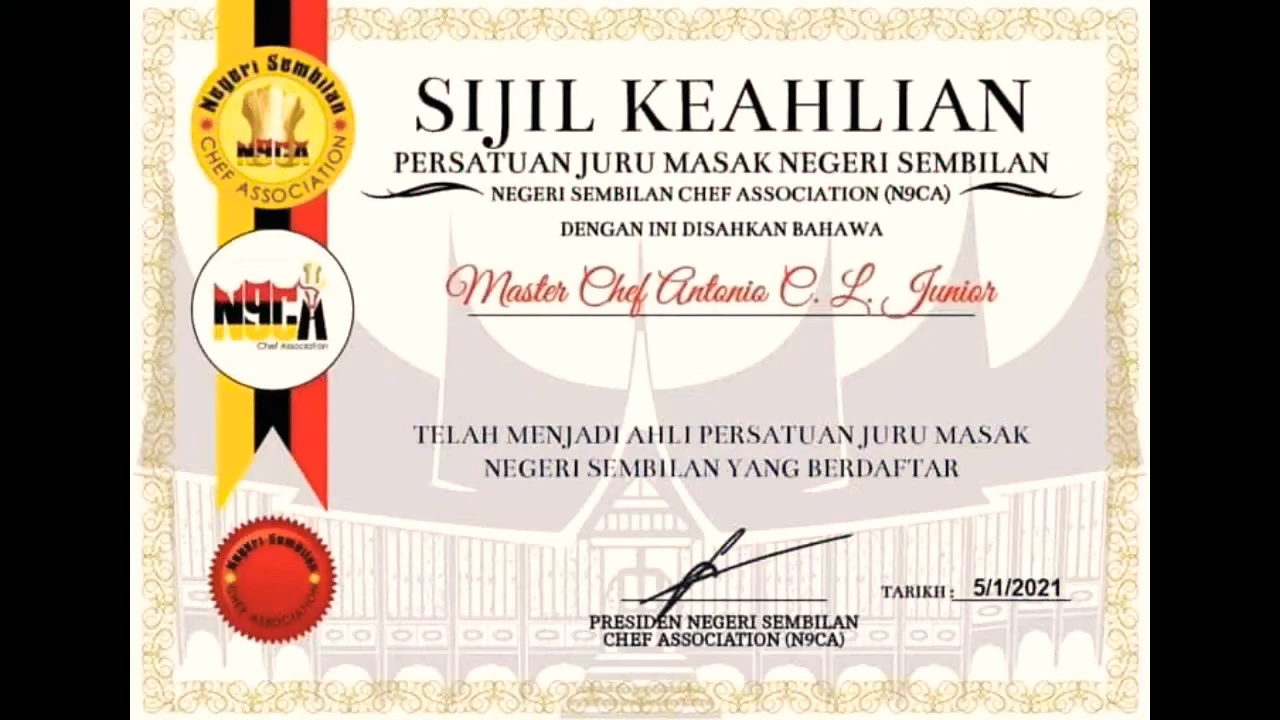 Negeri Sembilan
N9CA
CHEF ASSOCIATION
N9CA
Chef Association
Negeri Sembilan
CHEF ASSOCIATION
SIJIL KEAHLIAN
PERSATUAN JURU MASAK NEGERI SEMBILAN
NEGERI SEMBILAN CHEF ASSOCIATION (N9CA)
DENGAN INI DISAHKAN BAHAWA
Master Chef Antonio C. L. Junior
TELAH MENJADI AHLI PERSATUAN JURU MASAK
NEGERI SEMBILAN YANG BERDAFTAR
TARIKH : 5/1/2021
PRESIDEN NEGERI SEMBILAN
CHEF ASSOCIATION (N9CA)